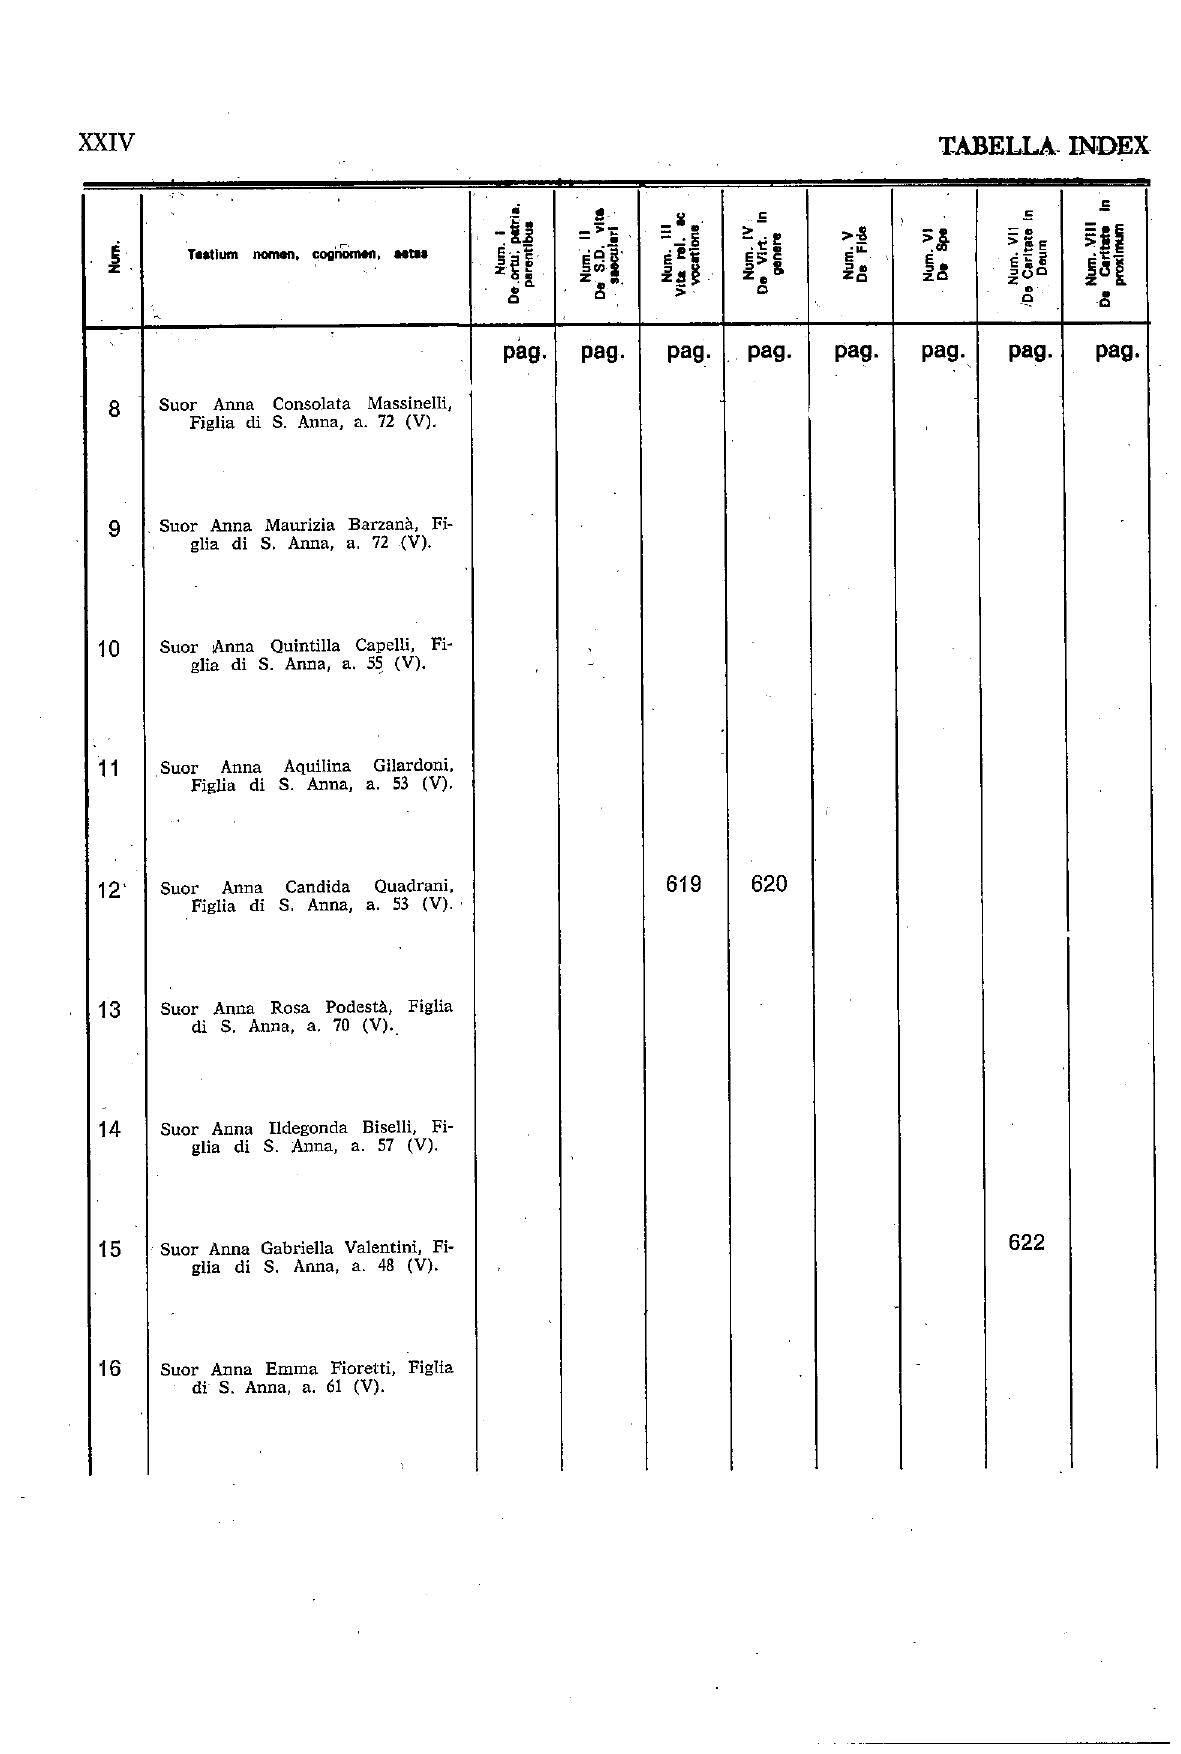 XXIV TABELLA INDEX
Num.
Testium nomen, cognomen, aetas
Num. I
De ortu, patria,
parentibus
Num. II
De S.D. vita
saeculari
Num. III
Vita rel. ac
vocatione
Num. IV
De Virt. in
genere
Num. V
De Fide
Num. VI
De Spe
Num. VII
De Caritate in
Deum
Num. VIII
De Caritate in
proximum
pag. pag. pag. pag. pag. pag. pag. pag.
8 Suor Anna Consolata Massinelli,
Figlia di S. Anna, a. 72 (V).
9 Suor Anna Maurizia Barzanà, Fi-
glia di S. Anna, a. 72 (V).
10 Suor Anna Quintilla Capelli, Fi-
glia di S. Anna, a. 55 (V).
11 Suor Anna Aquilina Gilardoni,
Figlia di S. Anna, a. 53 (V).
12 Suor Anna Candida Quadrani, 619 620
Figlia di S. Anna, a. 53 (V).
13 Suor Anna Rosa Podestà, Figlia
di S. Anna, a. 70 (V).
14 Suor Anna Ildegonda Biselli, Fi-
glia di S. Anna, a. 57 (V).
15 Suor Anna Gabriella Valentini, Fi- 622
glia di S. Anna, a. 48 (V).
16 Suor Anna Emma Fioretti, Figlia
di S. Anna, a. 61 (V).